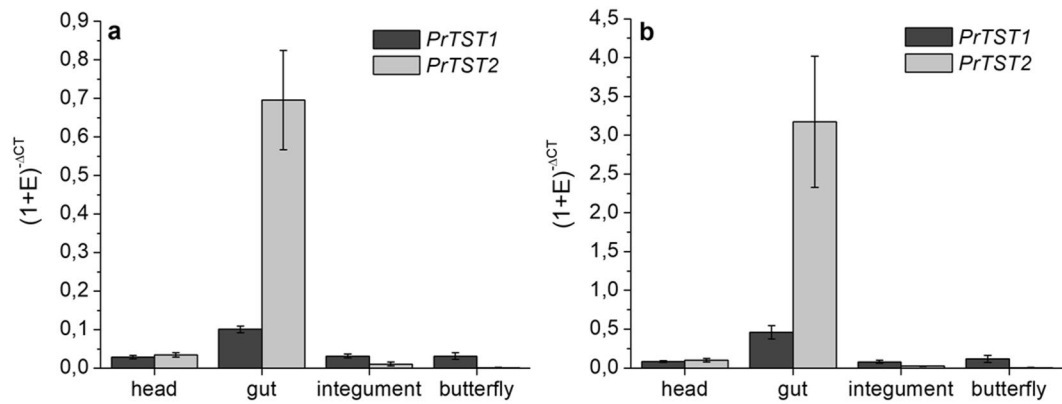 a
PrTST1
PrTST2
(1+E)-ΔCT
0,9
0,8
0,7
0,6
0,5
0,4
0,3
0,2
0,1
0,0
head gut integument butterfly
b
PrTST1
PrTST2
(1+E)-ΔCT
4,5
4,0
3,5
3,0
2,5
2,0
1,5
1,0
0,5
0,0
head gut integument butterfly